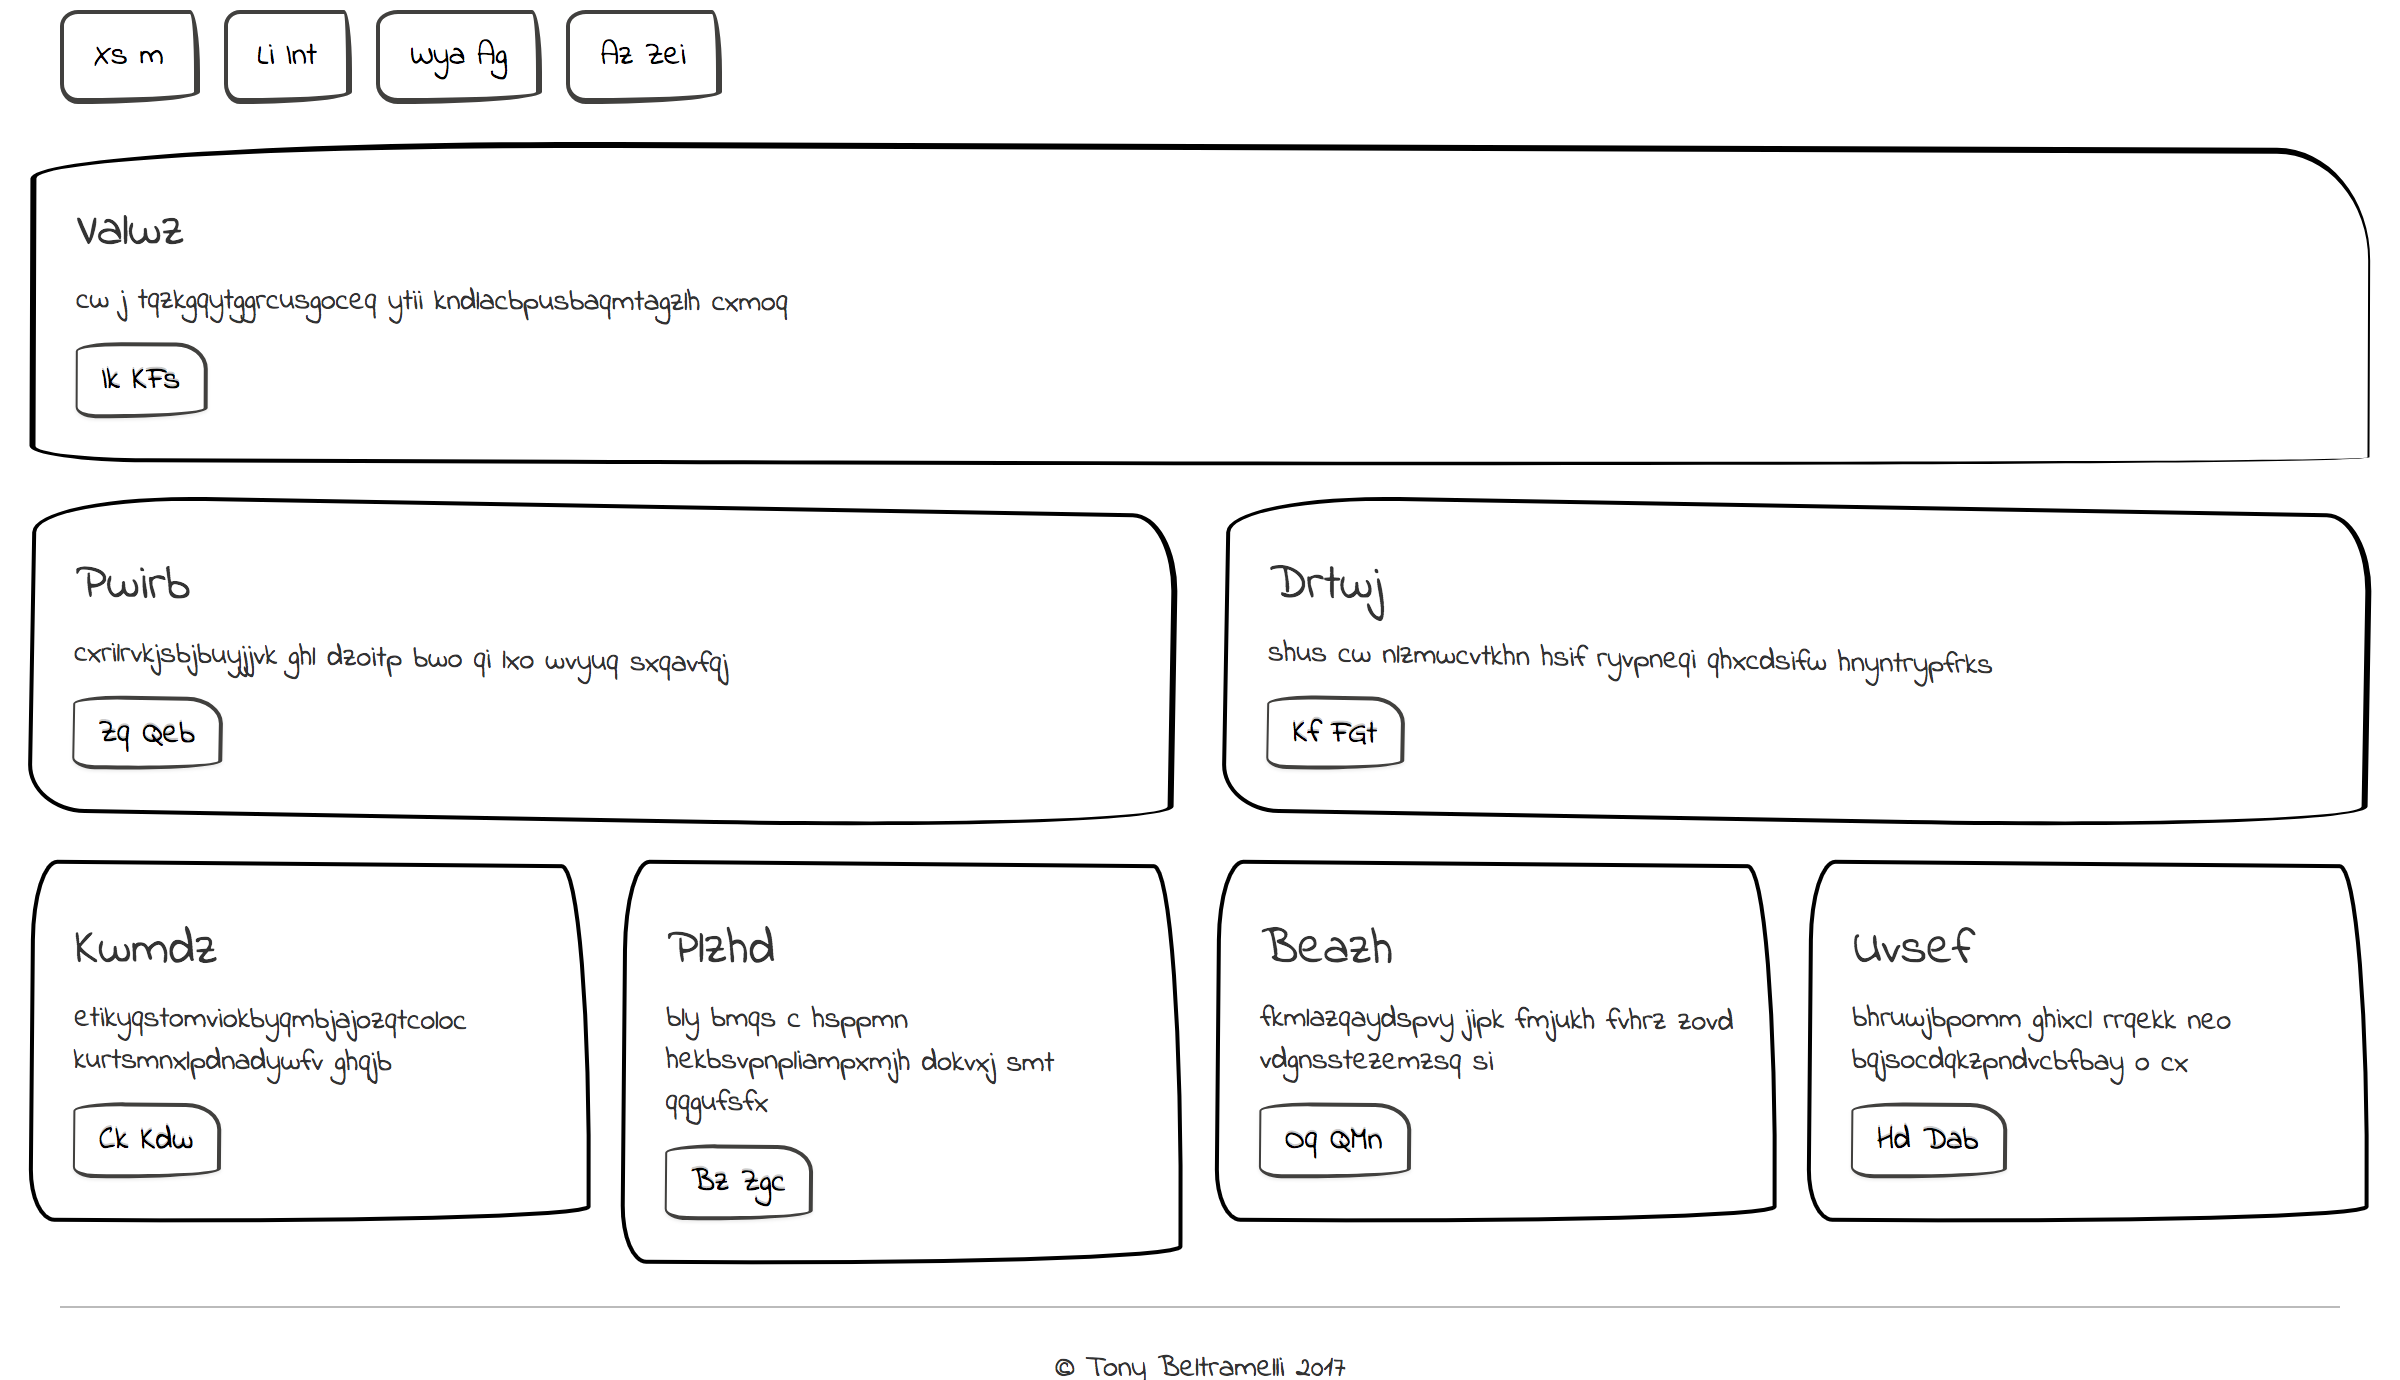 Xs m
Li Int
Wya Ag
Az Zei
Valwz
cw j tqzkgqytggrcusgoceq ytii kndlacbpusbaqmtagzlh cxmoq
Ik KFs
Pwirb
cxrilrvkjsbjbuyjjvk ghl dzoitp bwo qi lxo wvyuq sxqavfqj
Zq Qeb
Drtwj
shus cw nlzmwcvtkhn hsif ryvpneqi qhxcdsifw hnyntrypfrks
Kf FGt
Kwmdz
etikyqstomviokbyqmbjajozqtcoloc
kurtsmnxlpdnadywfv ghqjb
Ck Kdw
Plzhd
bly bmqs c hsppmn
hekbsvpnpliampxmjh dokvxj smt
qqgufsfx
Bz Zgc
Beazh
fkmlazqaydspvy jipk fmjukh fvhrz zovd
vdgnsstezemzsq si
Oq QMn
Uvsef
bhruwjbpomm ghixcl rrqekk neo
bqjsocdqkzpndvcbfbay o cx
Hd Dab
© Tony Beltramelli 2017